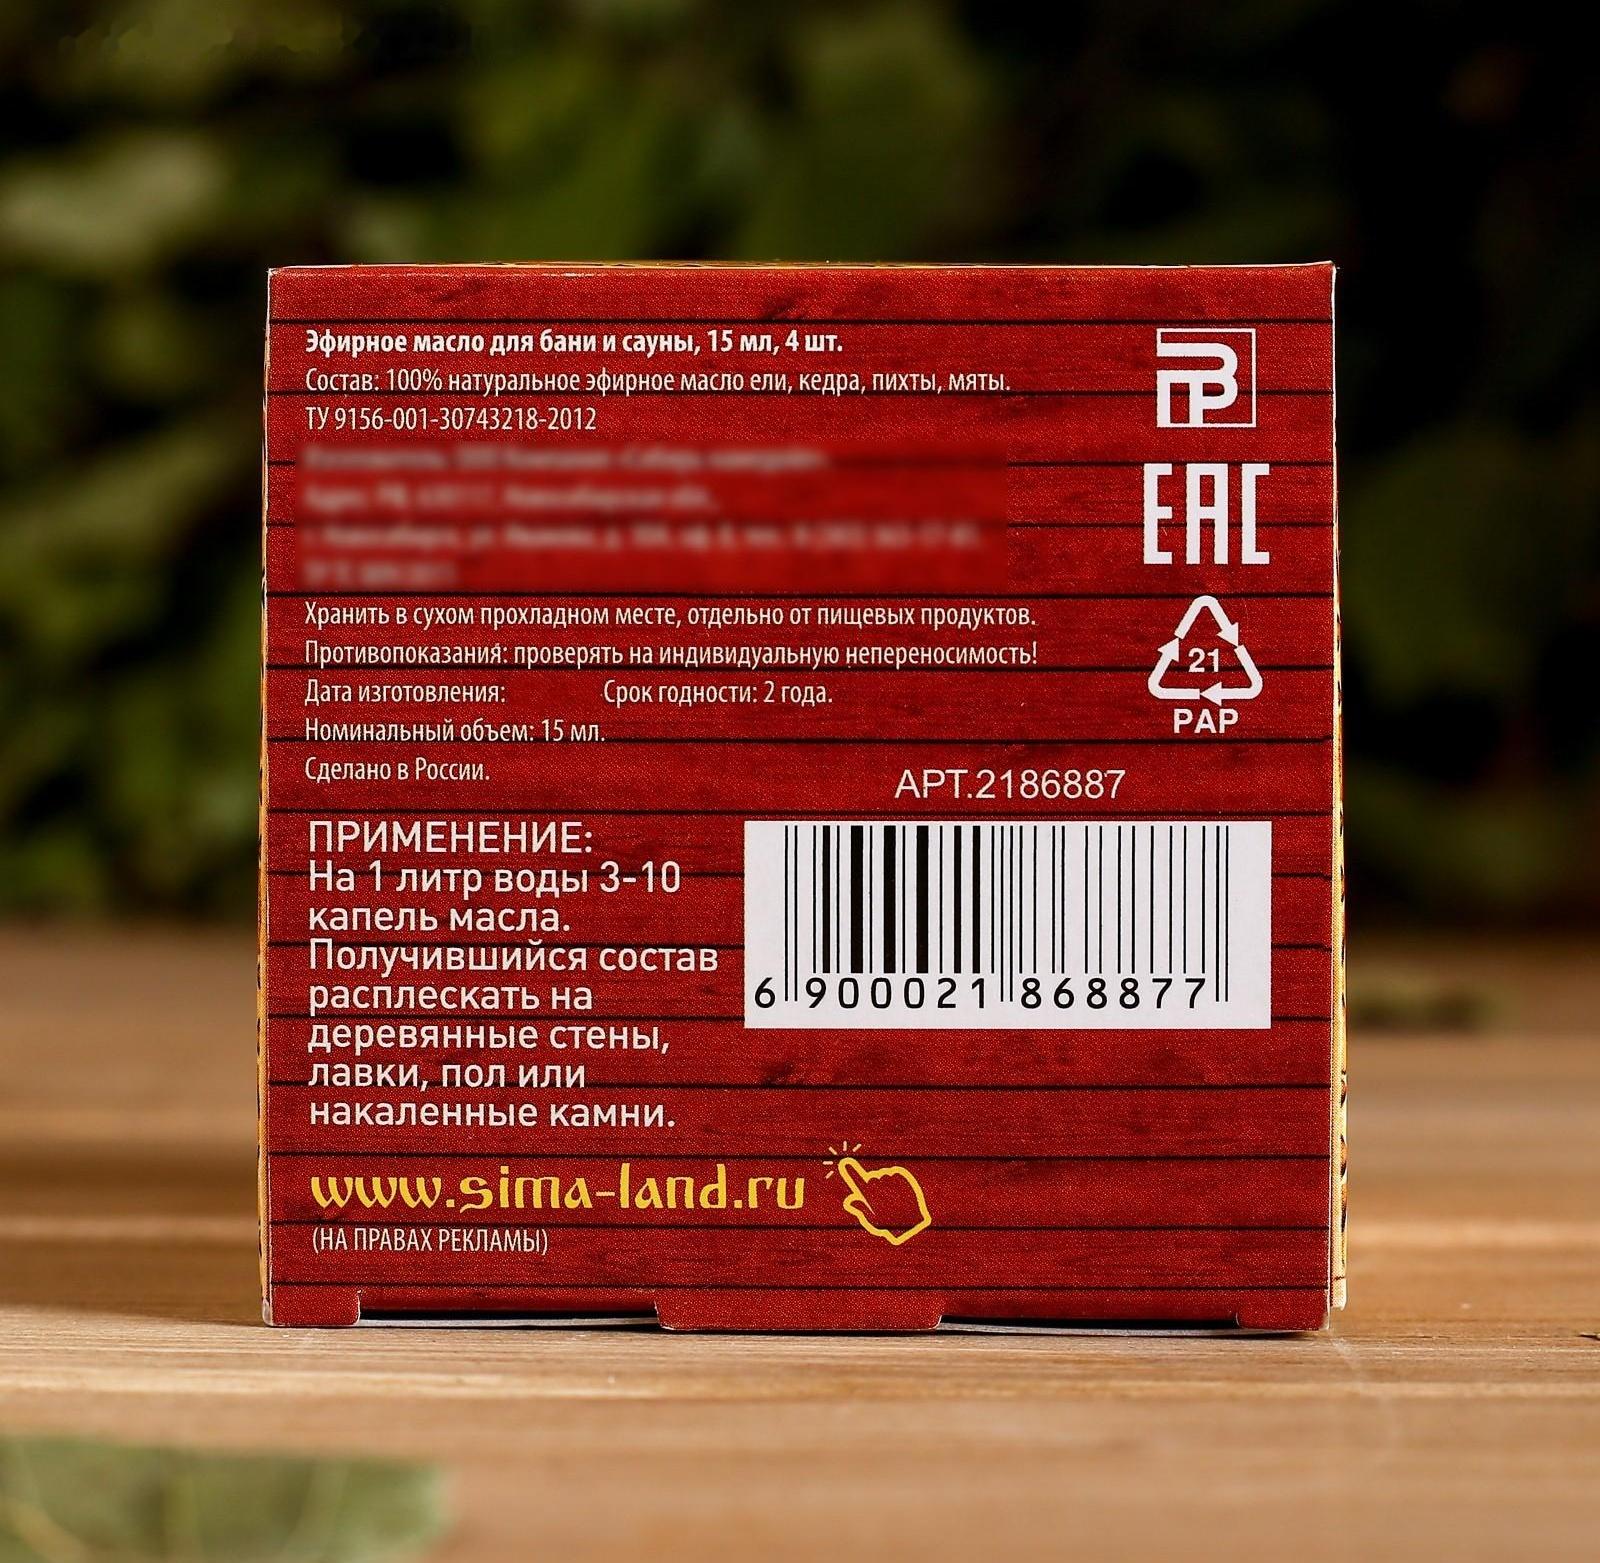 Эфирное масло для бани и сауны, 15 мл, 4 шт.
Состав: 100% натуральное эфирное масло ели, кедра, пихты, мяты.
ТУ 9156-001-30743218-2012
Хранить в сухом прохладном месте, отдельно от пищевых продуктов.
Противопоказания: проверять на индивидуальную непереносимость!
Дата изготовления: Срок годности: 2 года.
Номинальный объем: 15 мл.
Сделано в России.
EAC
21
PAP
АРТ.2186887
6 900021 868877
ПРИМЕНЕНИЕ:
На 1 литр воды 3-10
капель масла.
Получившийся состав
расплескать на
деревянные стены,
лавки, пол или
накаленные камни.
www.sima-land.ru
(НА ПРАВАХ РЕКЛАМЫ)